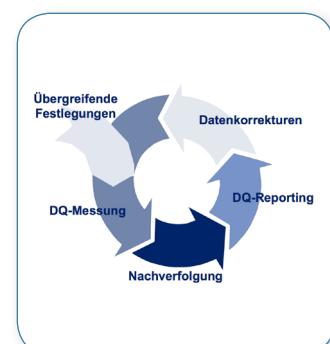 Übergreifende
Festlegungen
Datenkorrekturen
DQ-Messung
DQ-Reporting
Nachverfolgung